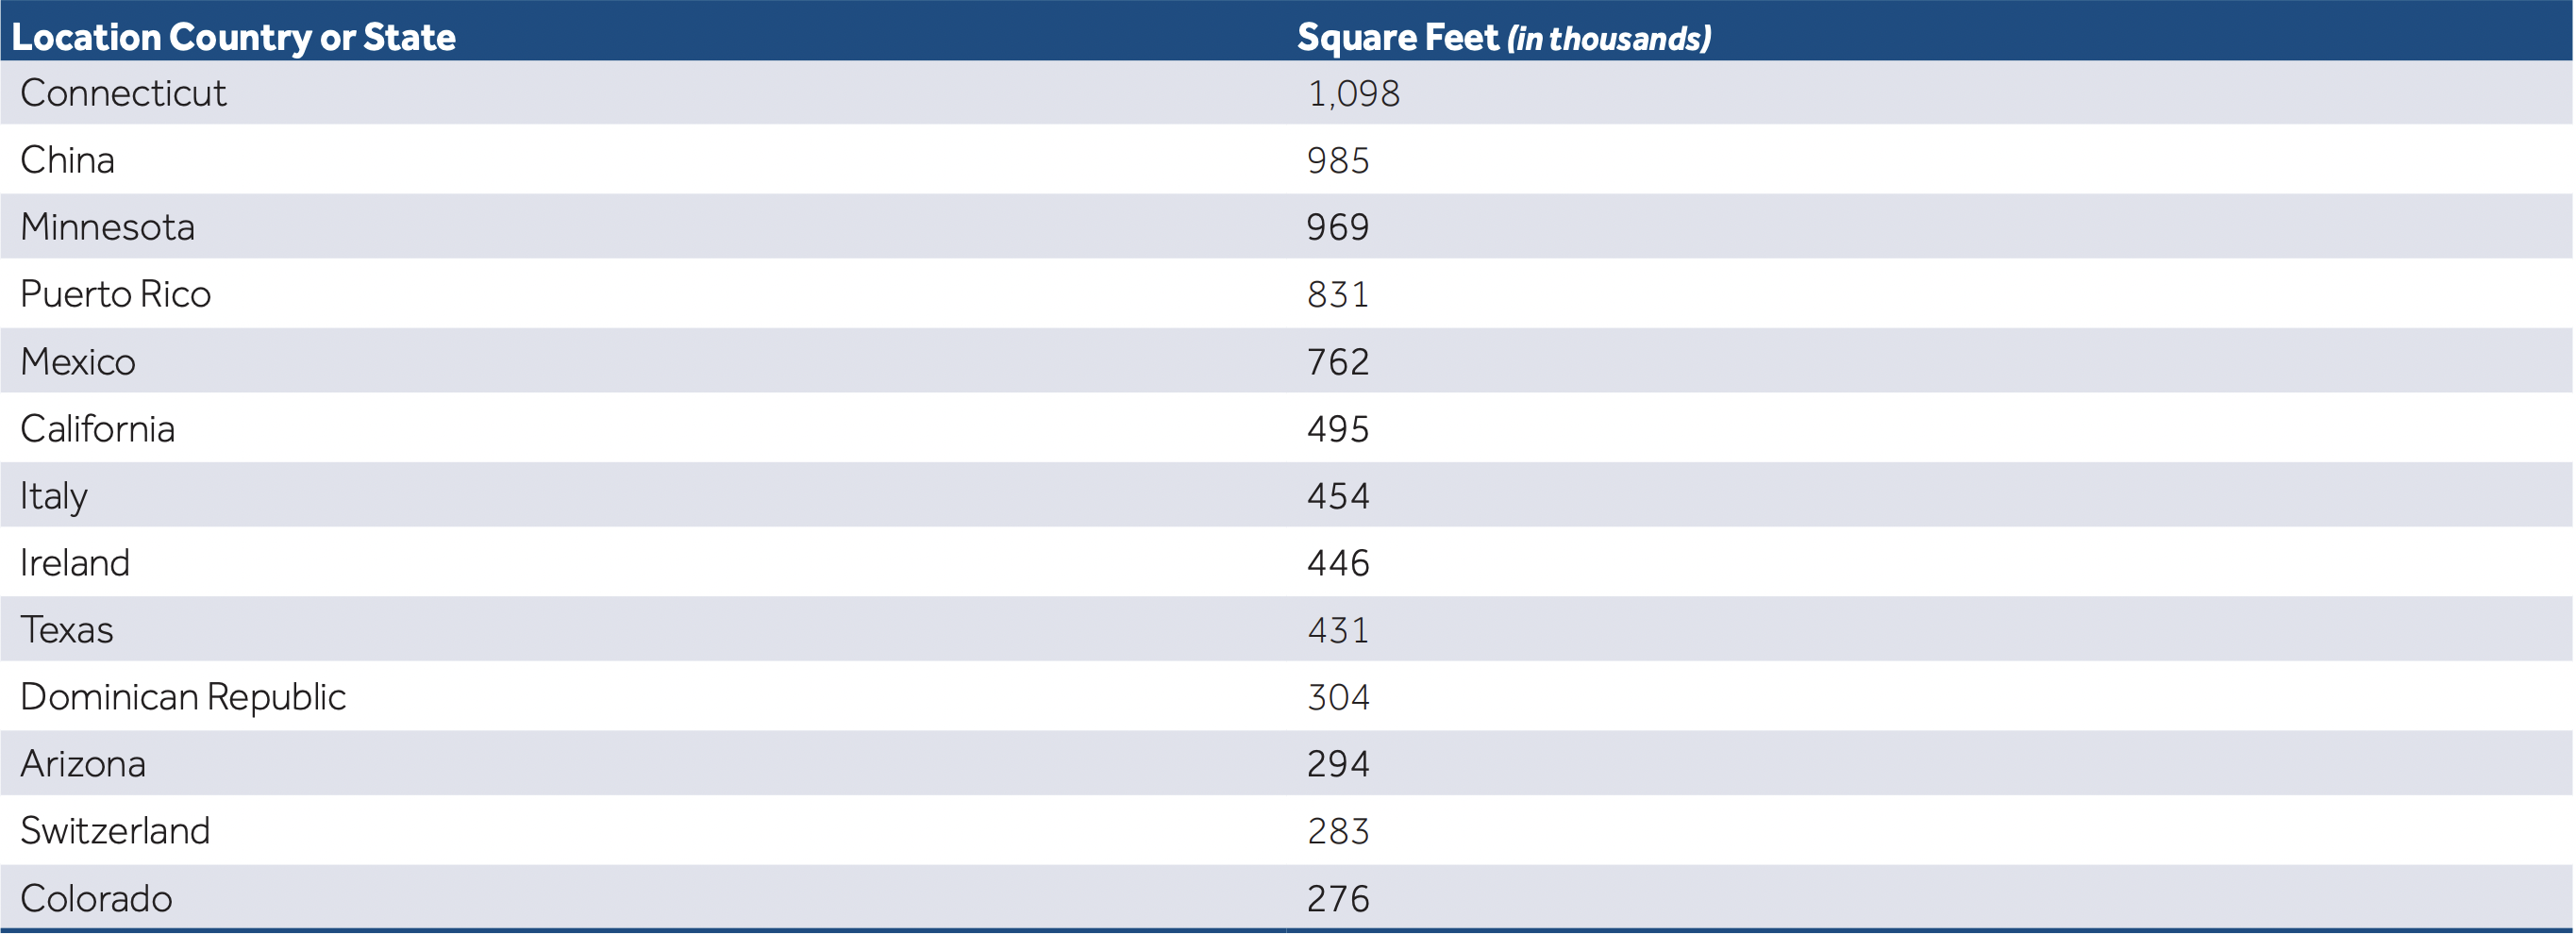 Location Country or State Square Feet (in thousands)
Connecticut 1,098
China 985
Minnesota 969
Puerto Rico 831
Mexico 762
California 495
Italy 454
Ireland 446
Texas 431
Dominican Republic 304
Arizona 294
Switzerland 283
Colorado 276